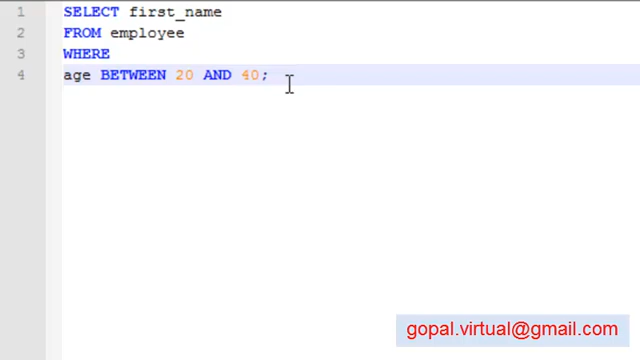 1 SELECT first_name
2 FROM employee
3 WHERE
4 age BETWEEN 20 AND 40;
gopal.virtual@gmail.com